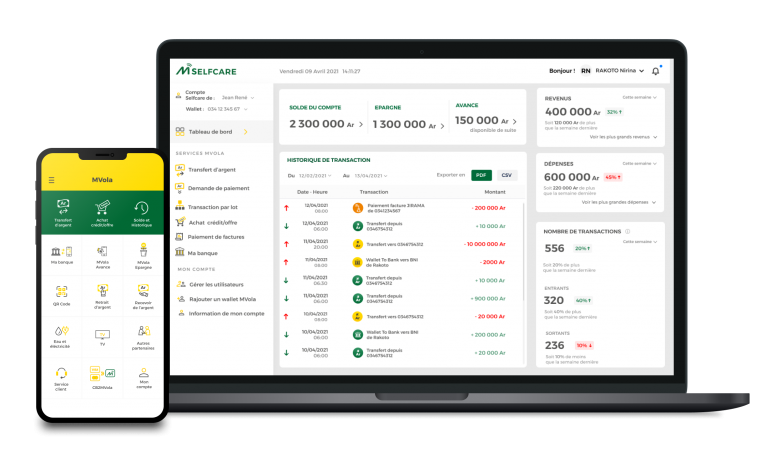 MVola
Transfert d'argent
Achat crédit/offre
Solde et Historique
Ma banque
MVola Avance
MVola Epargne
QR Code
Retrait d'argent
Recevoir de l'argent
Eau et électricité
TV
Autres partenaires
Service client
CB2MVola
Mon compte
SELFCARE
Vendredi 09 Avril 2021 14:11:27
Bonjour ! RN RAKOTO Nirina
Compte Selfcare de : Jean René
Wallet : 034 12 345 67
Tableau de bord
SERVICES MVOLA
Transfert d'argent
Demande de paiement
Transaction par lot
Achat crédit/offre
Paiement de factures
Ma banque
MON COMPTE
Gérer les utilisateurs
Rajouter un wallet MVola
Information de mon compte
SOLDE DU COMPTE
2 300 000 Ar >
EPARGNE
1 300 000 Ar >
AVANCE
150 000 Ar >
disponible de suite
HISTORIQUE DE TRANSACTION
Du 12/02/2021 Au 13/04/2021 Exporter en PDF CSV
Date - Heure Transaction Montant
12/04/2021 06:00 Paiement facture JIRAMA de 0341234567 - 200 000 Ar
12/04/2021 06:00 Transfert depuis 0346754312 + 10 000 Ar
11/04/2021 20:00 Transfert vers 0346754312 - 10 000 000 Ar
11/04/2021 Wallet To Bank vers BNI de Rakoto - 2000 Ar
11/04/2021 06:30 Transfert depuis 0346754312 + 10 000 Ar
11/04/2021 06:00 Transfert depuis 0346754312 + 900 000 Ar
10/04/2021 Transfert vers 0346754312 - 20 000 Ar
10/04/2021 06:00 Wallet To Bank vers BNI de Rakoto + 200 000 Ar
10/04/2021 06:00 Transfert depuis 0346754312 + 20 000 Ar
REVENUS Cette semaine
400 000 Ar 32%
Soit 120 000 Ar de plus
que la semaine dernière
Voir les plus grands revenus
DÉPENSES Cette semaine
600 000 Ar 45%
Soit 220 000 Ar de plus
que la semaine dernière
Voir les plus grandes dépenses
NOMBRE DE TRANSACTIONS
Cette semaine
556 20%
Soit 20% de plus
que la semaine dernière
ENTRANTS
320 40%
Soit 40% de plus
que la semaine dernière
SORTANTS
236 10%
Soit 10% de moins
que la semaine dernière